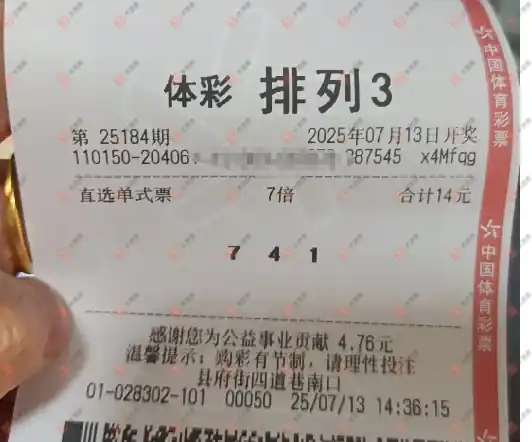 体彩 排列3
第 25184期 2025年07月13日开奖
110150-20406 387545 x4Mfqg
直选单式票 7倍 合计14元
7 4 1
感谢您为公益事业贡献 4.76元
温馨提示：购彩有节制，请理性投注
县府街四道巷南口
01-028302-101 00050 25/07/13 14:36:15
中国体育彩票
中国体育彩票